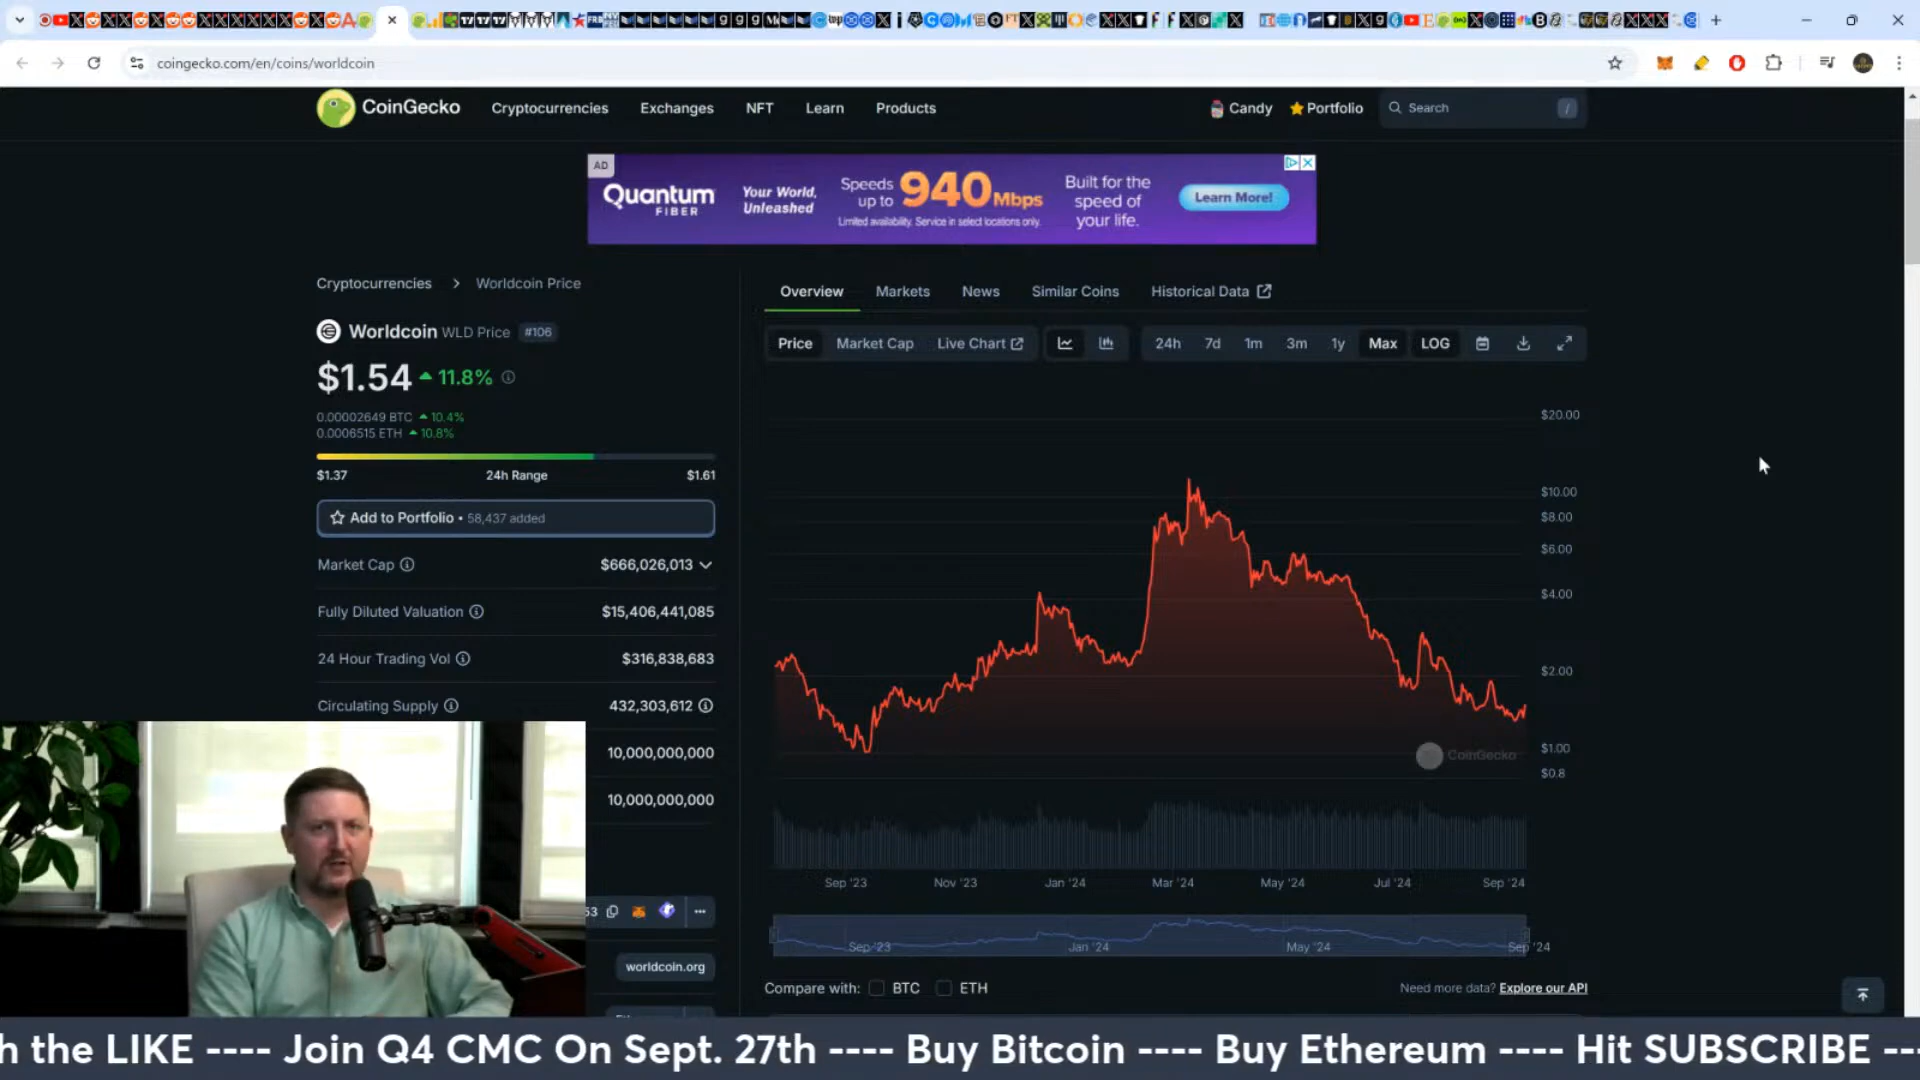 coingecko.com/en/coins/worldcoin
CoinGecko
Cryptocurrencies
Exchanges
NFT
Learn
Products
Candy
Portfolio
Search
/
AD
Quantum
FIBER
Your World,
Unleashed
Speeds
up to
940 Mbps
Limited availability. Service in select locations only.
Built for the
speed of
your life.
Learn More!
Cryptocurrencies
Worldcoin Price
Worldcoin WLD Price #106
$1.54 11.8%
0.00002649 BTC 10.4%
0.0006515 ETH 10.8%
$1.37
24h Range
$1.61
Add to Portfolio • 58,437 added
Market Cap
$666,026,013
Fully Diluted Valuation
$15,406,441,085
24 Hour Trading Vol
$316,838,683
Circulating Supply
432,303,612
10,000,000,000
10,000,000,000
53
worldcoin.org
Overview
Markets
News
Similar Coins
Historical Data
Price
Market Cap
Live Chart
24h
7d
1m
3m
1y
Max
LOG
$20.00
$10.00
$8.00
$6.00
$4.00
$2.00
$1.00
$0.8
CoinGecko
Sep '23
Nov '23
Jan '24
Mar '24
May '24
Jul '24
Sep '24
Sep '23
Jan '24
May '24
Sep '24
Compare with:
BTC
ETH
Need more data? Explore our API
h the LIKE ---- Join Q4 CMC On Sept. 27th ---- Buy Bitcoin ---- Buy Ethereum ---- Hit SUBSCRIBE ---